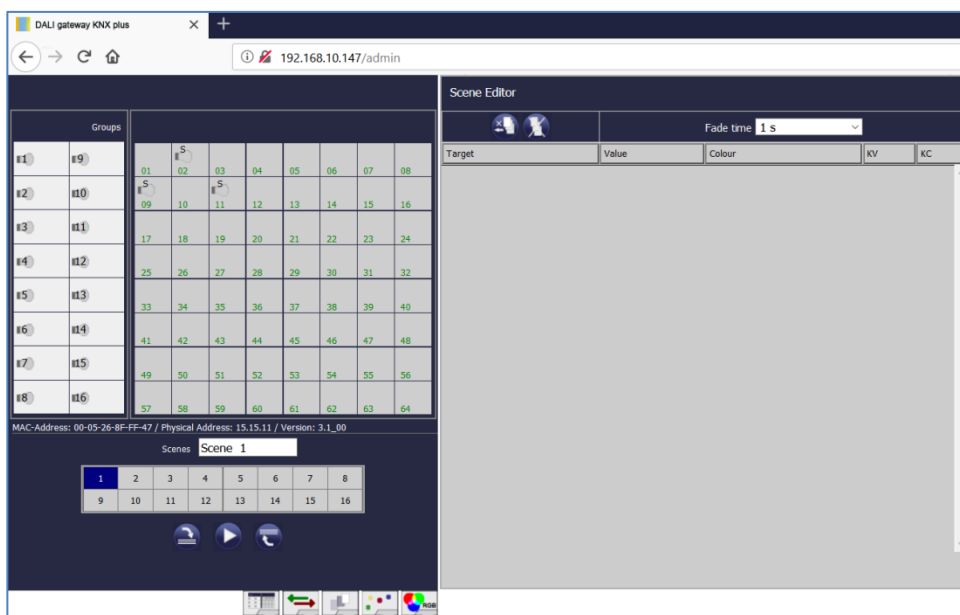 DALI gateway KNX plus
192.168.10.147/admin
Scene Editor
Groups
Fade time 1 s
Target Value Colour KV KC
1 9
2 10
3 11
4 12
5 13
6 14
7 15
8 16
S
01 02 03 04 05 06 07 08
S S
09 10 11 12 13 14 15 16
17 18 19 20 21 22 23 24
25 26 27 28 29 30 31 32
33 34 35 36 37 38 39 40
41 42 43 44 45 46 47 48
49 50 51 52 53 54 55 56
57 58 59 60 61 62 63 64
MAC-Address: 00-05-26-8F-FF-47 / Physical Address: 15.15.11 / Version: 3.1_00
Scenes Scene 1
1 2 3 4 5 6 7 8
9 10 11 12 13 14 15 16
RGB